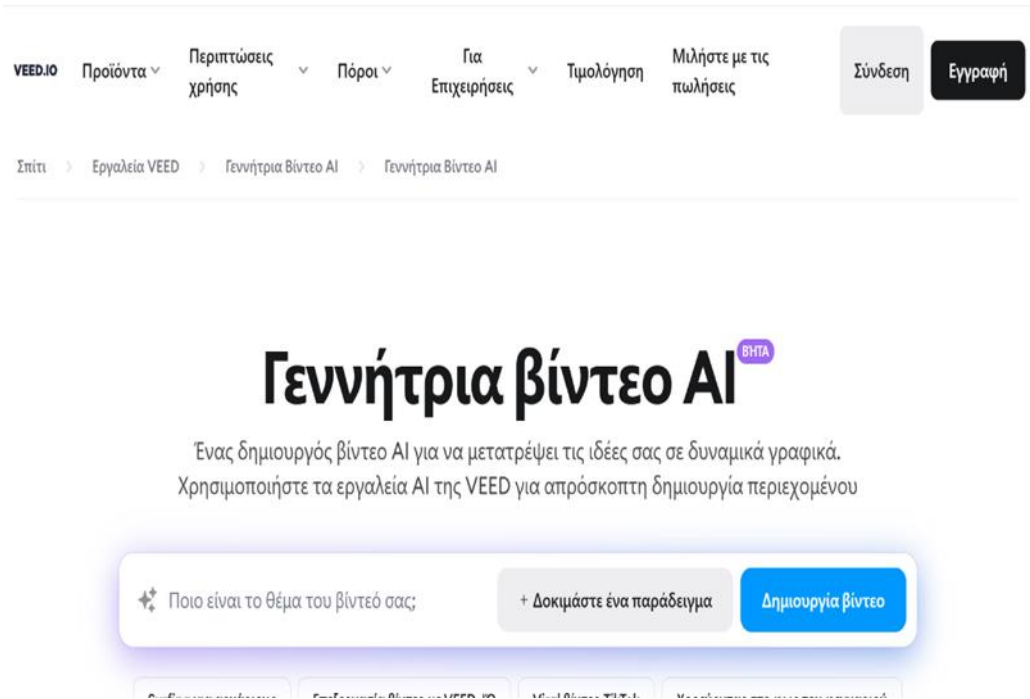 VEED.IO
Προϊόντα
Περιπτώσεις
χρήσης
Πόροι
Για
Επιχειρήσεις
Τιμολόγηση
Μιλήστε με τις
πωλήσεις
Σύνδεση
Εγγραφή
Σπίτι > Εργαλεία VEED > Γεννήτρια Βίντεο AI > Γεννήτρια Βίντεο AI
Γεννήτρια βίντεο AI ΒΉΤΑ
Ένας δημιουργός βίντεο AI για να μετατρέψει τις ιδέες σας σε δυναμικά γραφικά.
Χρησιμοποιήστε τα εργαλεία AI της VEED για απρόσκοπτη δημιουργία περιεχομένου
Ποιο είναι το θέμα του βίντεό σας;
+ Δοκιμάστε ένα παράδειγμα
Δημιουργία βίντεο